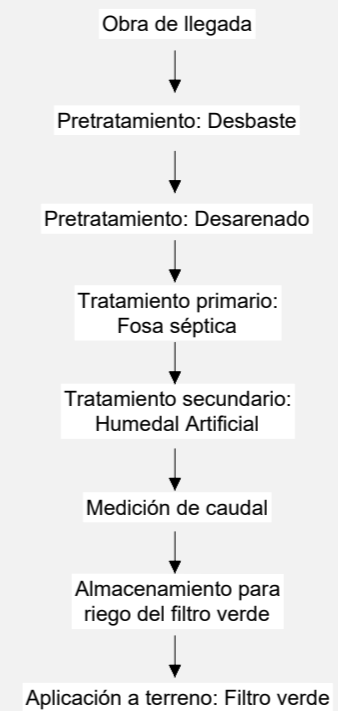 Obra de llegada
Pretratamiento: Desbaste
Pretratamiento: Desarenado
Tratamiento primario:
Fosa séptica
Tratamiento secundario:
Humedal Artificial
Medición de caudal
Almacenamiento para
riego del filtro verde
Aplicación a terreno: Filtro verde